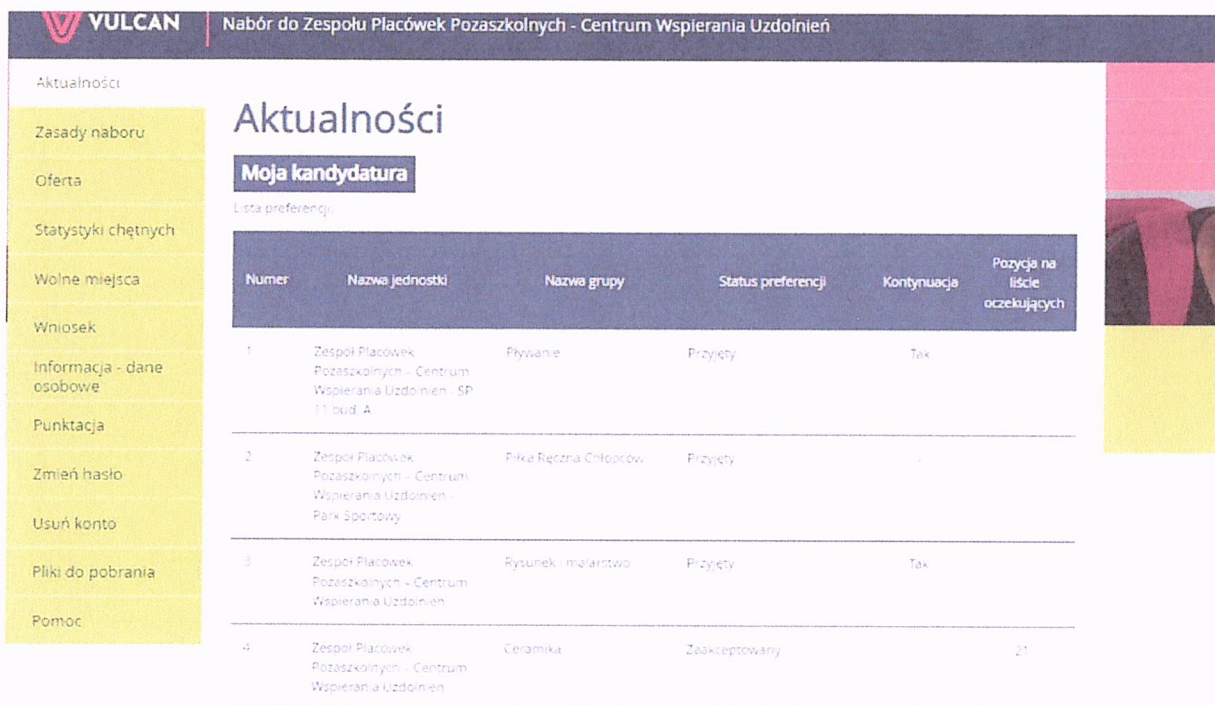 VULCAN
Nabór do Zespołu Placówek Pozaszkolnych - Centrum Wspierania Uzdolnień
Aktualności
Zasady naboru
Oferta
Statystyki chętnych
Wolne miejsca
Wniosek
Informacja - dane
osobowe
Punktacja
Zmień hasło
Usuń konto
Pliki do pobrania
Pomoc
Aktualności
Moja kandydatura
Lista preferencji:
Numer
Nazwa jednostki
Nazwa grupy
Status preferencji
Kontynuacja
Pozycja na
liście
oczekujących
1
Zespół Placówek
Pozaszkolnych - Centrum
Wspierania Uzdolnień - SP
11 bud. A
Pływanie
Przyjęty
Tak
2
Zespół Placówek
Pozaszkolnych - Centrum
Wspierania Uzdolnień -
Park Sportowy
Piłka Ręczna Chłopców
Przyjęty
-
3
Zespół Placówek
Pozaszkolnych - Centrum
Wspierania Uzdolnień
Rysunek i malarstwo
Przyjęty
Tak
4
Zespół Placówek
Pozaszkolnych - Centrum
Wspierania Uzdolnień
Ceramika
Zaakceptowany
21